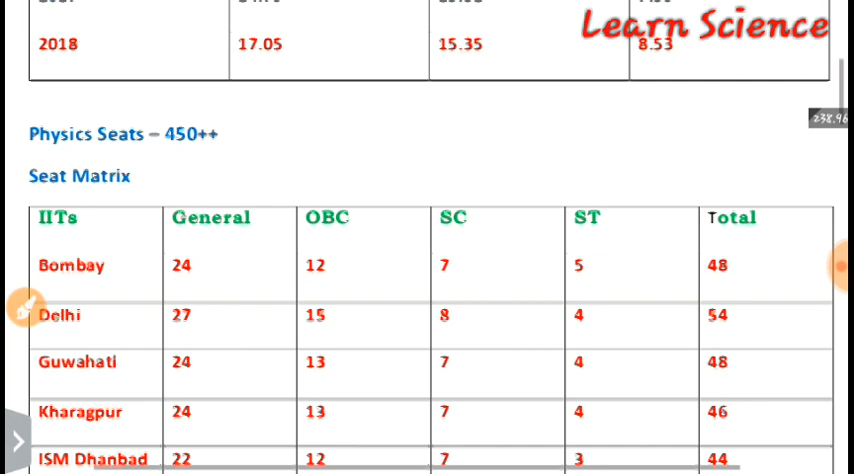 Learn Science
2018 17.05 15.35 8.53
238.96
Physics Seats – 450++
Seat Matrix
IITs General OBC SC ST Total
Bombay 24 12 7 5 48
Delhi 27 15 8 4 54
Guwahati 24 13 7 4 48
Kharagpur 24 13 7 4 46
ISM Dhanbad 22 12 7 3 44